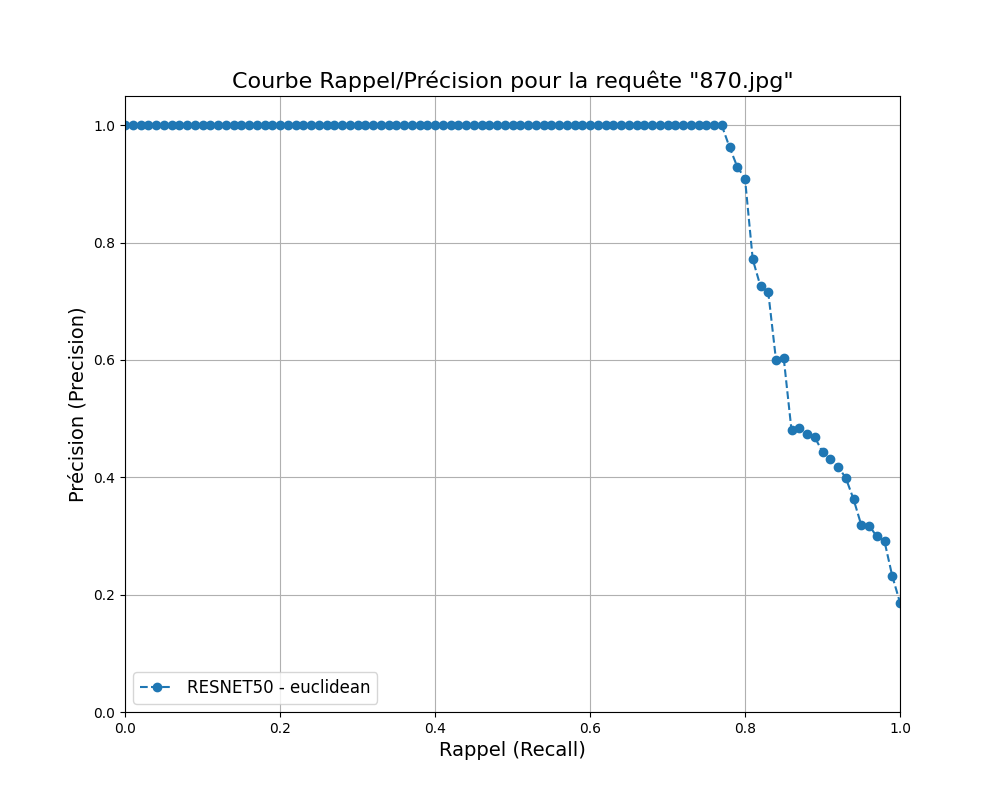 Courbe Rappel/Précision pour la requête "870.jpg"
Précision (Precision)
1.0
0.8
0.6
0.4
0.2
0.0
RESNET50 - euclidean
0.0 0.2 0.4 0.6 0.8 1.0
Rappel (Recall)